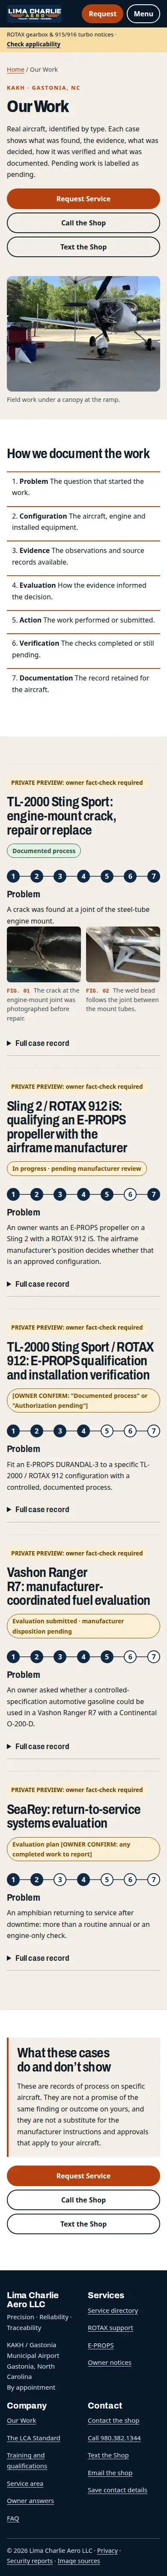 LIMA CHARLIE
AERO
Request
Menu
ROTAX gearbox & 915/916 turbo notices ·
Check applicability
Home / Our Work
KAKH · GASTONIA, NC
Our Work
Real aircraft, identified by type. Each case
shows what was found, the evidence, what was
decided, how it was verified and what was
documented. Pending work is labelled as
pending.
Request Service
Call the Shop
Text the Shop
Field work under a canopy at the ramp.
How we document the work
1. Problem The question that started the
work.
2. Configuration The aircraft, engine and
installed equipment.
3. Evidence The observations and source
records available.
4. Evaluation How the evidence informed
the decision.
5. Action The work performed or submitted.
6. Verification The checks completed or still
pending.
7. Documentation The record retained for
the aircraft.
PRIVATE PREVIEW: owner fact-check required
TL-2000 Sting Sport:
engine-mount crack,
repair or replace
Documented process
1 2 3 4 5 6 7
Problem
A crack was found at a joint of the steel-tube
engine mount.
FIG. 01 The crack at the
engine-mount joint was
photographed before
repair.
FIG. 02 The weld bead
follows the joint between
the mount tubes.
Full case record
PRIVATE PREVIEW: owner fact-check required
Sling 2 / ROTAX 912 iS:
qualifying an E-PROPS
propeller with the
airframe manufacturer
In progress · pending manufacturer review
1 2 3 4 5 6 7
Problem
An owner wants an E-PROPS propeller on a
Sling 2 with a ROTAX 912 iS. The airframe
manufacturer's position decides whether that
is an approved configuration.
Full case record
PRIVATE PREVIEW: owner fact-check required
TL-2000 Sting Sport / ROTAX
912: E-PROPS qualification
and installation verification
[OWNER CONFIRM: "Documented process" or
"Authorization pending"]
1 2 3 4 5 6 7
Problem
Fit an E-PROPS DURANDAL-3 to a specific TL-
2000 / ROTAX 912 configuration with a
controlled, documented process.
Full case record
PRIVATE PREVIEW: owner fact-check required
Vashon Ranger
R7: manufacturer-
coordinated fuel evaluation
Evaluation submitted · manufacturer
disposition pending
1 2 3 4 5 6 7
Problem
An owner asked whether a controlled-
specification automotive gasoline could be
used in a Vashon Ranger R7 with a Continental
O-200-D.
Full case record
PRIVATE PREVIEW: owner fact-check required
SeaRey: return-to-service
systems evaluation
Evaluation plan [OWNER CONFIRM: any
completed work to report]
1 2 3 4 5 6 7
Problem
An amphibian returning to service after
downtime: more than a routine annual or an
engine-only check.
Full case record
What these cases
do and don't show
These are records of process on specific
aircraft. They are not a promise of the
same finding, timeline or outcome on yours,
and they are not a substitute for the
manufacturer instructions and approvals
that apply to your aircraft.
Request Service
Call the Shop
Text the Shop
Lima Charlie
Aero LLC
Precision · Reliability ·
Traceability
KAKH / Gastonia
Municipal Airport
Gastonia, North
Carolina
By appointment
Services
Service directory
ROTAX support
E-PROPS
Owner notices
Company
Our Work
The LCA Standard
Training and
qualifications
Service area
Owner answers
FAQ
Contact
Contact the shop
Call 980.382.1344
Text the Shop
Email the shop
Save contact details
© 2026 Lima Charlie Aero LLC · Privacy ·
Security reports · Image sources